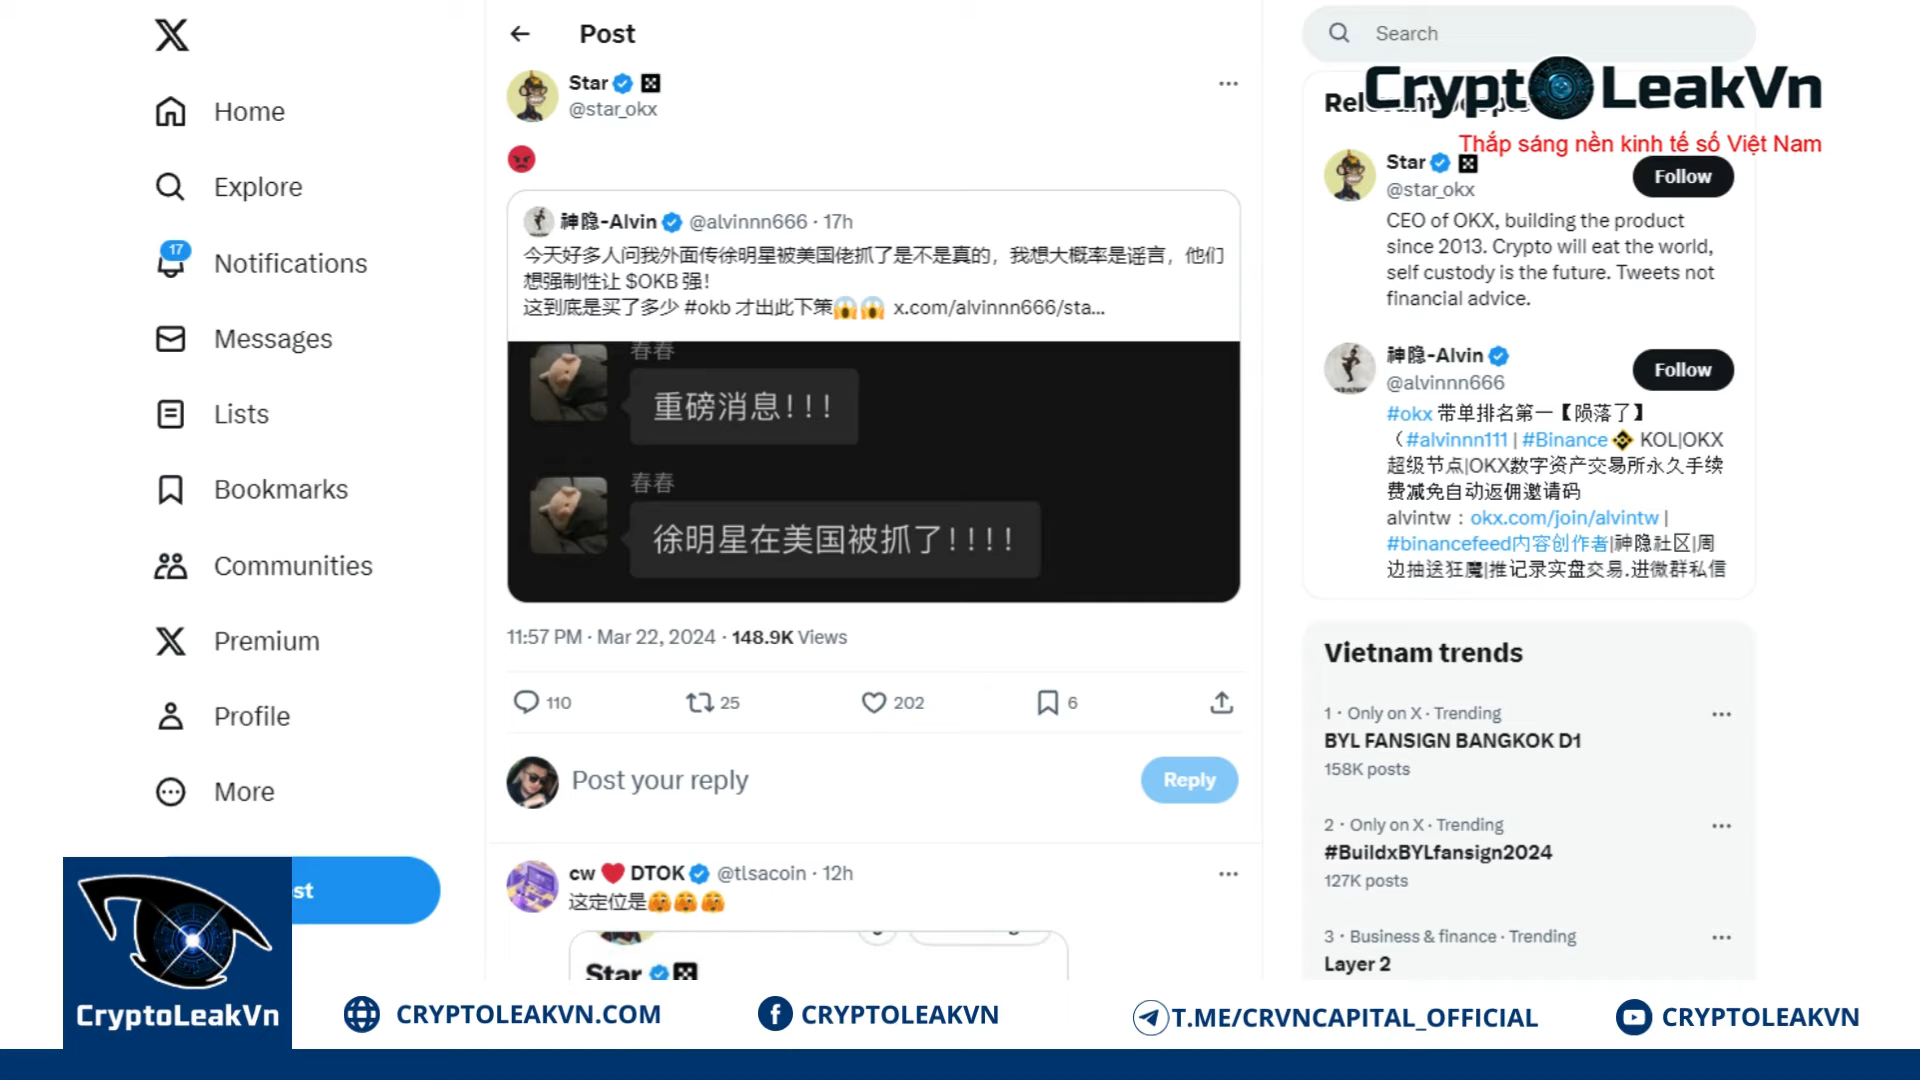 Home
Explore
17
Notifications
Messages
Lists
Bookmarks
Communities
Premium
Profile
More
st
Post
Star
@star_okx
神隐-Alvin @alvinnn666 · 17h
今天好多人问我外面传徐明星被美国佬抓了是不是真的，我想大概率是谣言，他们
想强制性让 $OKB 强！
这到底是买了多少 #okb 才出此下策😱😱 x.com/alvinnn666/sta...
春春
重磅消息！！！
春春
徐明星在美国被抓了！！！！
11:57 PM · Mar 22, 2024 · 148.9K Views
110
25
202
6
Post your reply
Reply
cw ❤️ DTOK @tlsacoin · 12h
这定位是🫣🫣🫣
Star
Search
CryptoLeakVn
Thắp sáng nền kinh tế số Việt Nam
Star
@star_okx
Follow
CEO of OKX, building the product
since 2013. Crypto will eat the world,
self custody is the future. Tweets not
financial advice.
神隐-Alvin
@alvinnn666
Follow
#okx 带单排名第一【陨落了】
（#alvinnn111 | #Binance KOL|OKX
超级节点|OKX数字资产交易所永久手续
费减免自动返佣邀请码
alvintw：okx.com/join/alvintw |
#binancefeed内容创作者|神隐社区|周
边抽送狂魔|推记录实盘交易.进微群私信
Vietnam trends
1 · Only on X · Trending
BYL FANSIGN BANGKOK D1
158K posts
2 · Only on X · Trending
#BuildxBYLfansign2024
127K posts
3 · Business & finance · Trending
Layer 2
CryptoLeakVn
CRYPTOLEAKVN.COM
CRYPTOLEAKVN
T.ME/CRVNCAPITAL_OFFICIAL
CRYPTOLEAKVN